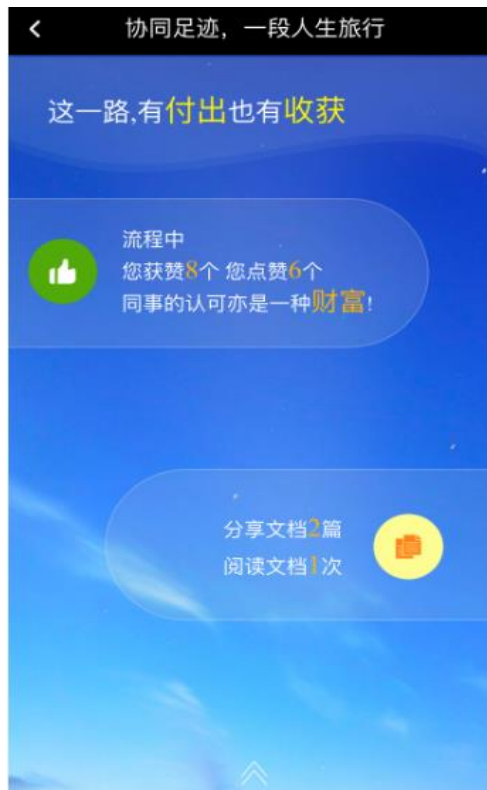 协同足迹，一段人生旅行
这一路,有付出也有收获
流程中
您获赞8个 您点赞6个
同事的认可亦是一种财富!
分享文档2篇
阅读文档1次